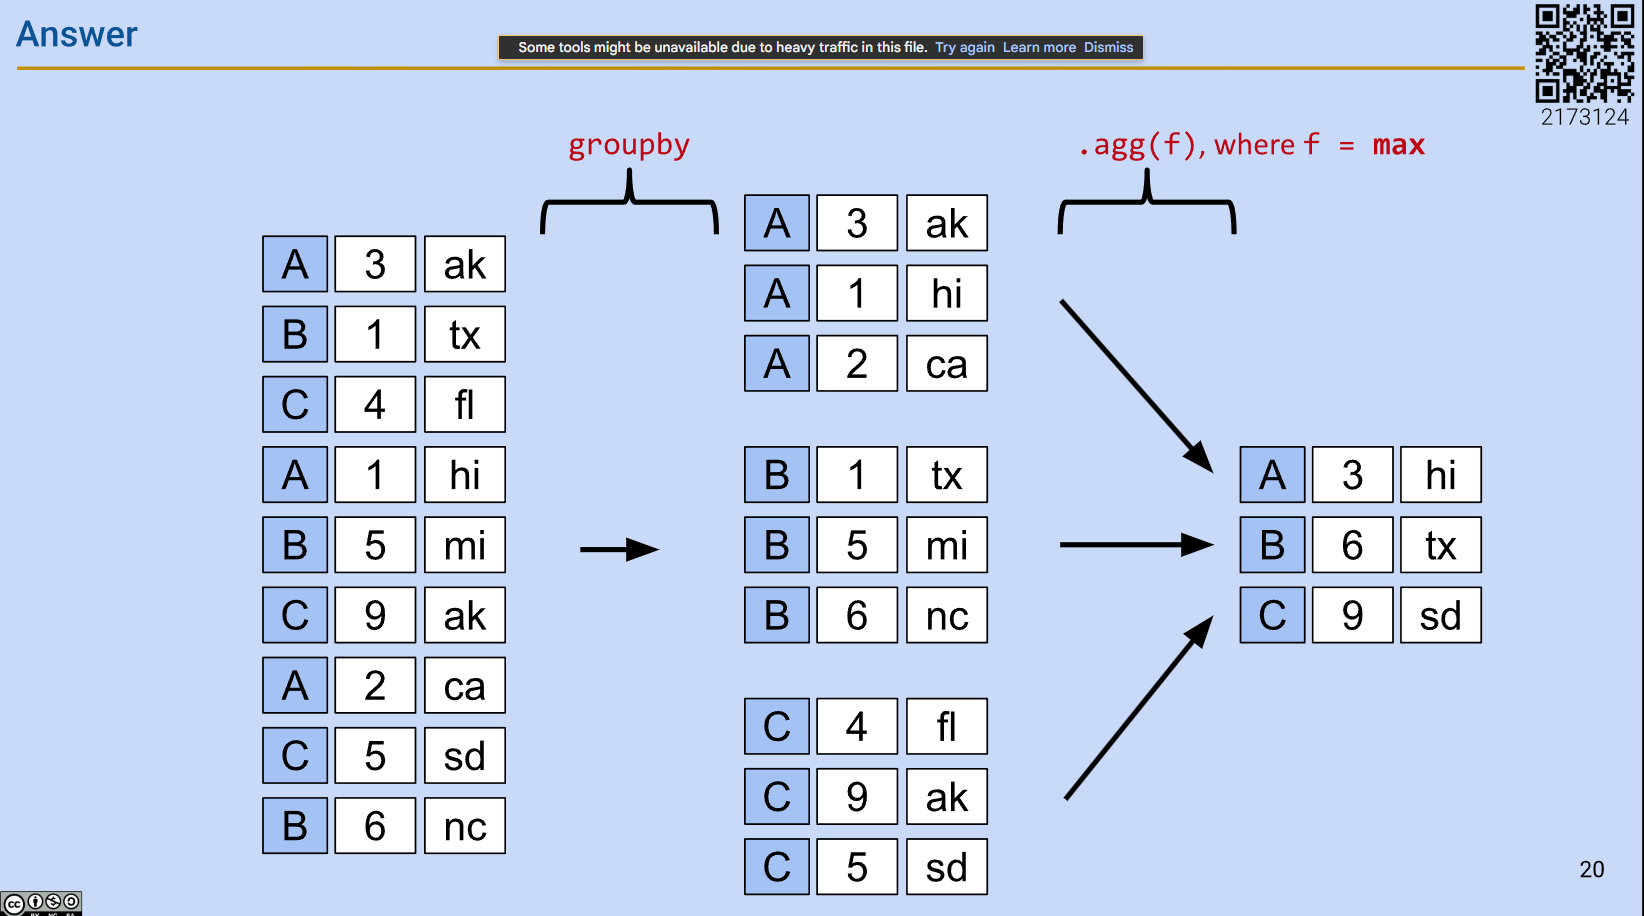 Answer
Some tools might be unavailable due to heavy traffic in this file. Try again Learn more Dismiss
2173124
groupby
.agg(f), where f = max
A 3 ak
B 1 tx
C 4 fl
A 1 hi
B 5 mi
C 9 ak
A 2 ca
C 5 sd
B 6 nc
A 3 ak
A 1 hi
A 2 ca
B 1 tx
B 5 mi
B 6 nc
C 4 fl
C 9 ak
C 5 sd
A 3 hi
B 6 tx
C 9 sd
20
cc